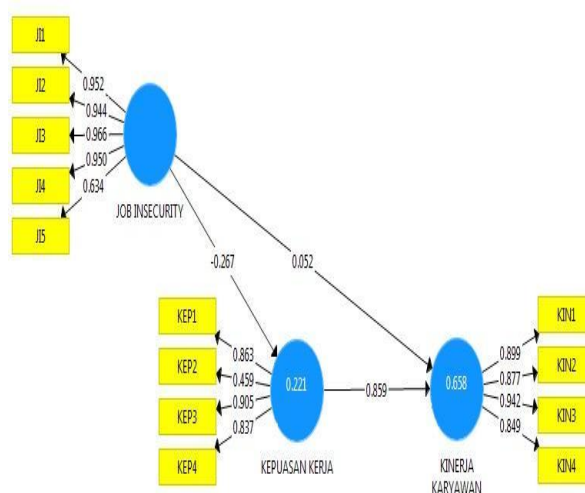 JI1
JI2
JI3
JI4
JI5
0.952
0.944
0.966
0.950
0.634
JOB INSECURITY
-0.267
0.052
KEP1
KEP2
KEP3
KEP4
0.863
0.459
0.905
0.837
0.221
KEPUASAN KERJA
0.859
0.658
KINERJA
KARYAWAN
0.899
0.877
0.942
0.849
KIN1
KIN2
KIN3
KIN4